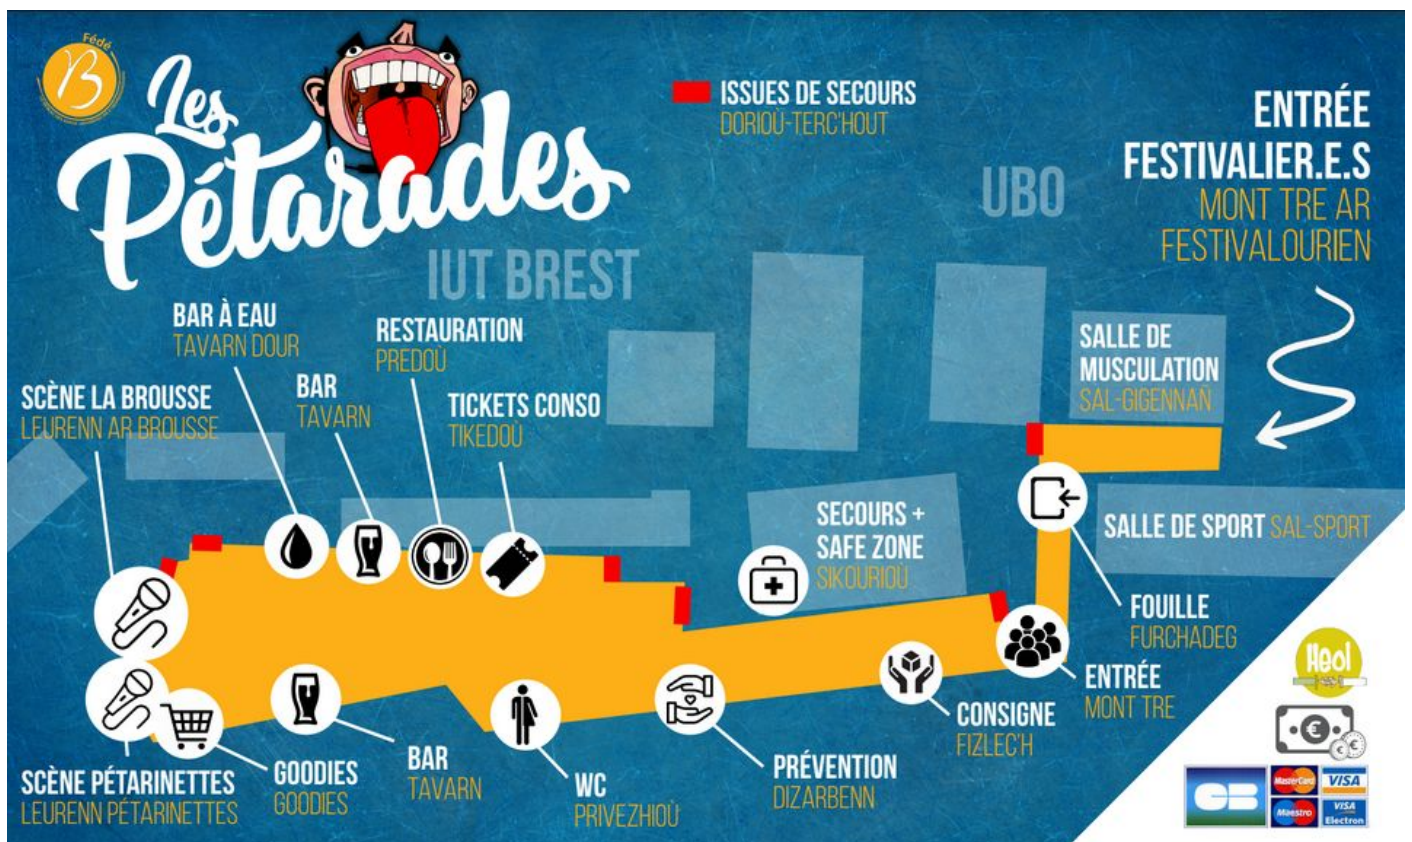 Fédé
B
Les
Pétarades
ISSUES DE SECOURS
DORIOÙ-TERC'HOUT
ENTRÉE
FESTIVALIER.E.S
MONT TRE AR
FESTIVALOURIEN
UBO
IUT BREST
BAR À EAU
TAVARN DOUR
RESTAURATION
PREDOÙ
BAR
TAVARN
TICKETS CONSO
TIKEDOÙ
SCÈNE LA BROUSSE
LEURENN AR BROUSSE
SALLE DE
MUSCULATION
SAL-GIGENNAÑ
SECOURS +
SAFE ZONE
SIKOURIOÙ
SALLE DE SPORT SAL-SPORT
FOUILLE
FURCHADEG
ENTRÉE
MONT TRE
CONSIGNE
FIZLEC'H
PRÉVENTION
DIZARBENN
WC
PRIVEZHIOÙ
BAR
TAVARN
GOODIES
GOODIES
SCÈNE PÉTARINETTES
LEURENN PÉTARINETTES
Heol
CB
MasterCard
VISA
Maestro
VISA
Electron